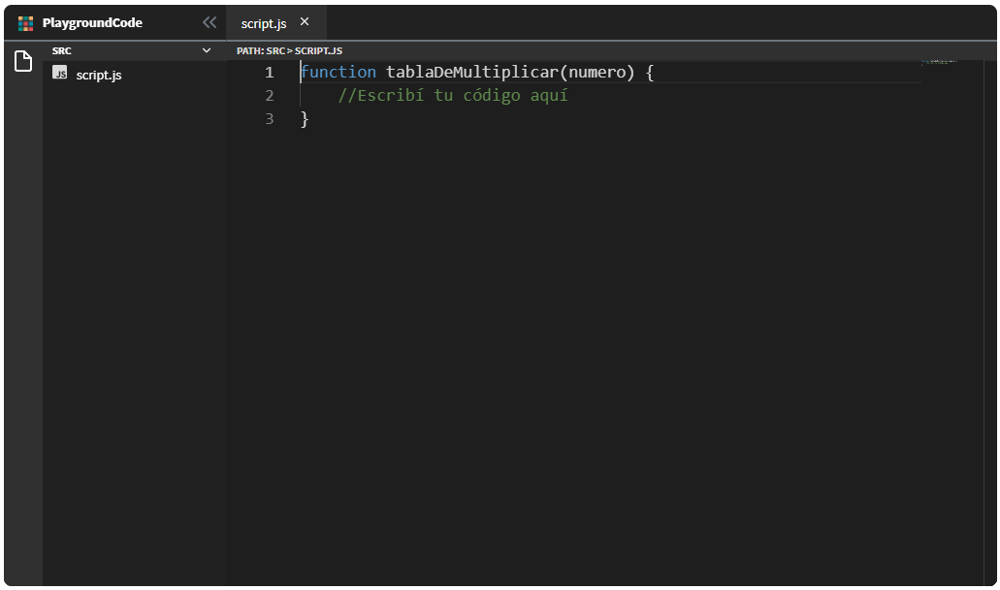 PlaygroundCode
script.js
SRC
PATH: SRC > SCRIPT.JS
JS script.js
1 function tablaDeMultiplicar(numero) {
2 //Escribí tu código aquí
3 }